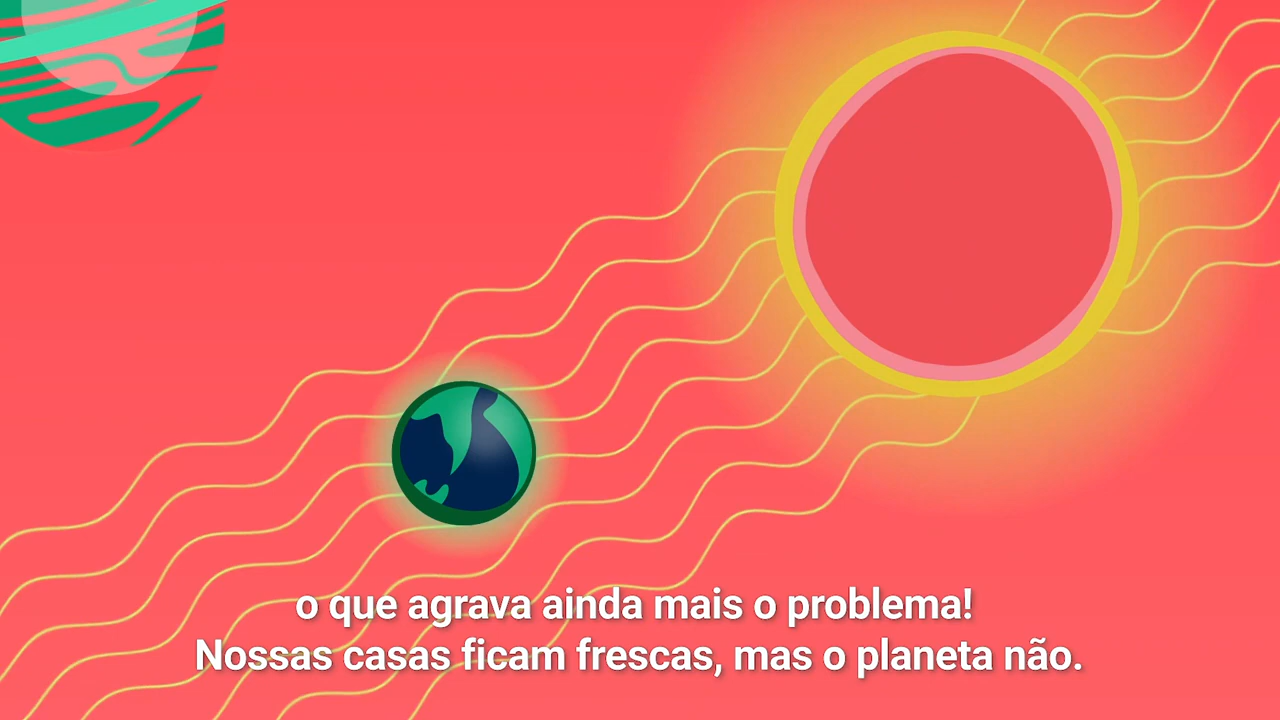 o que agrava ainda mais o problema!
Nossas casas ficam frescas, mas o planeta não.